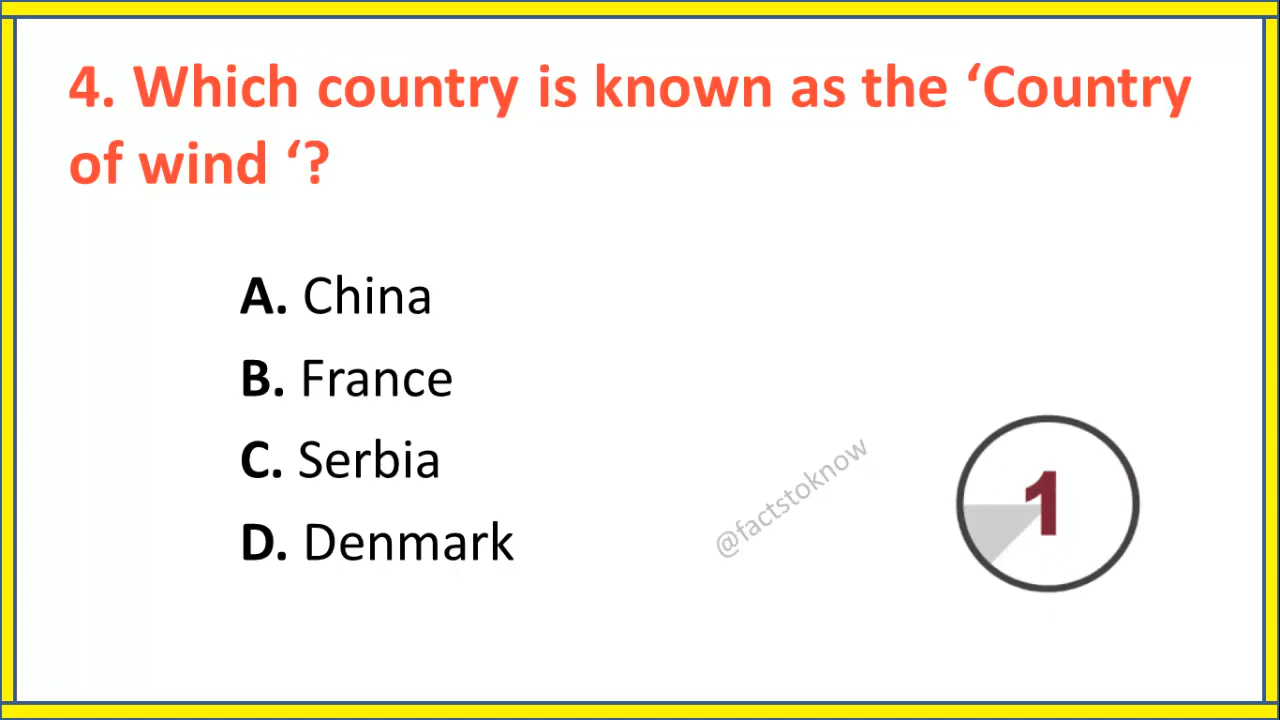 4. Which country is known as the ‘Country
of wind ‘?
A. China
B. France
C. Serbia
D. Denmark
@factstoknow
1